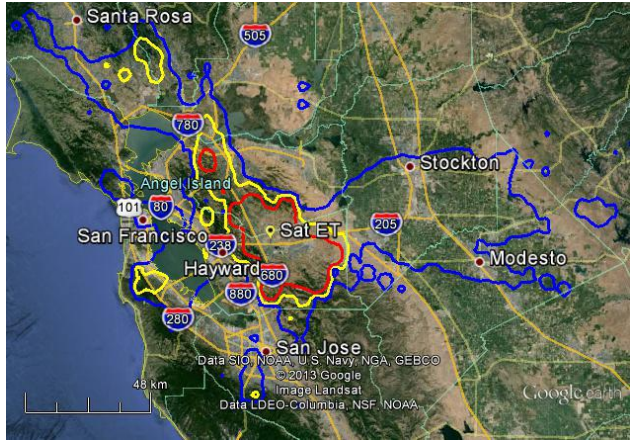 Santa Rosa
505
780
Stockton
Angel Island
101
80
San Francisco
Sat ET
205
238
Hayward
680
Modesto
880
280
San Jose
Data SIO, NOAA, U.S. Navy, NGA, GEBCO
© 2013 Google
Image Landsat
Data LDEO-Columbia, NSF, NOAA
48 km
Google earth